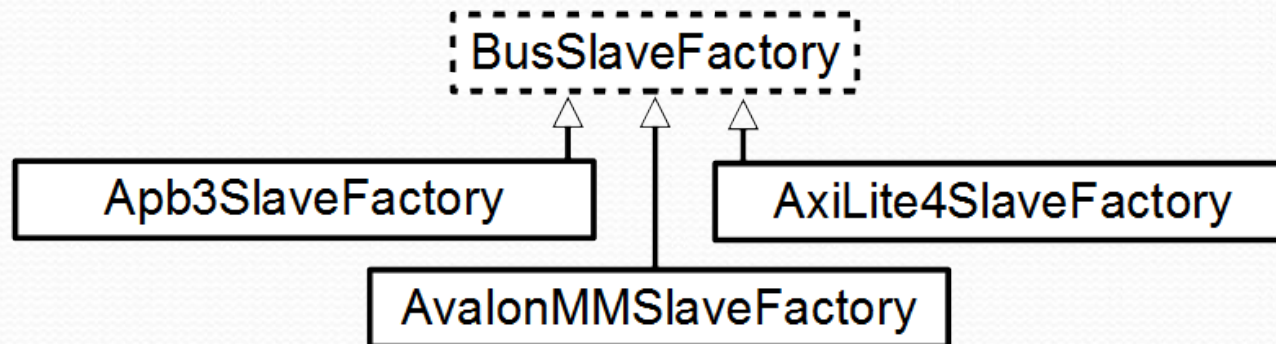 BusSlaveFactory
Apb3SlaveFactory
AxiLite4SlaveFactory
AvalonMMSlaveFactory